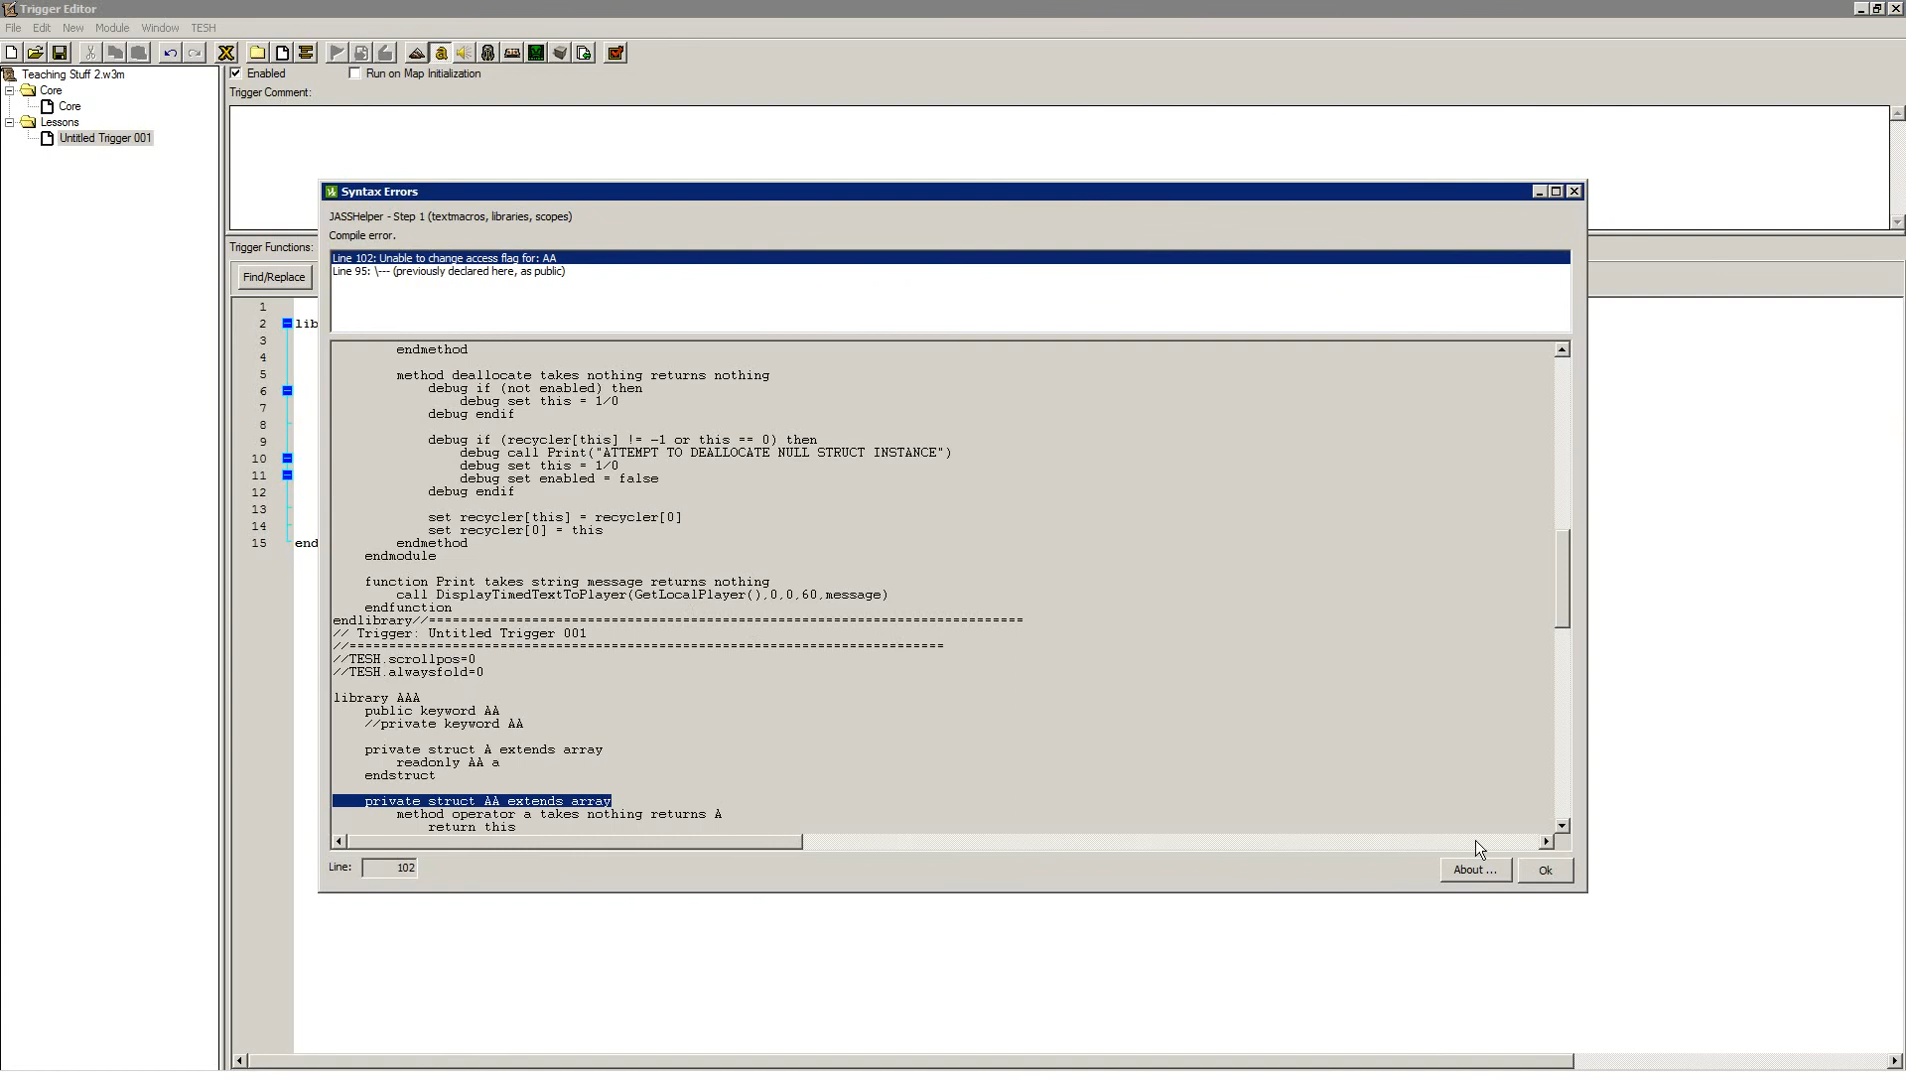 Trigger Editor
File Edit New Module Window TESH
Teaching Stuff 2.w3m
Core
Core
Lessons
Untitled Trigger 001
Enabled Run on Map Initialization
Trigger Comment:
Trigger Functions:
Find/Replace
1
2 lib
3
4
5
6
7
8
9
10
11
12
13
14
15 end
Syntax Errors
JASSHelper - Step 1 (textmacros, libraries, scopes)
Compile error.
Line 102: Unable to change access flag for: AA
Line 95: \--- (previously declared here, as public)
endmethod
method deallocate takes nothing returns nothing
debug if (not enabled) then
debug set this = 1/0
debug endif
debug if (recycler[this] != -1 or this == 0) then
debug call Print("ATTEMPT TO DEALLOCATE NULL STRUCT INSTANCE")
debug set this = 1/0
debug set enabled = false
debug endif
set recycler[this] = recycler[0]
set recycler[0] = this
endmethod
endmodule
function Print takes string message returns nothing
call DisplayTimedTextToPlayer(GetLocalPlayer(),0,0,60,message)
endfunction
endlibrary//===========================================================================
// Trigger: Untitled Trigger 001
//===========================================================================
//TESH.scrollpos=0
//TESH.alwaysfold=0
library AAA
public keyword AA
//private keyword AA
private struct A extends array
readonly AA a
endstruct
private struct AA extends array
method operator a takes nothing returns A
return this
Line: 102
About ... Ok